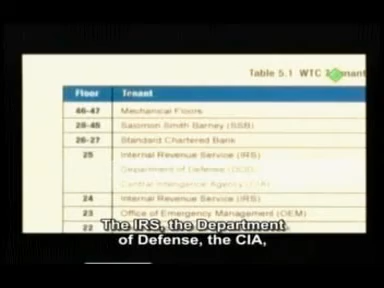 Table 5.1 WTC
Floor Tenant
46-47 Mechanical Floors
28-45 Salomon Smith Barney (SSB)
26-27 Standard Chartered Bank
25 Internal Revenue Service (IRS)
Department of Defense (DOD)
Central Intelligence Agency (CIA)
24 Internal Revenue Service (IRS)
23 Office of Emergency Management (OEM)
22
The IRS, the Department
of Defense, the CIA,